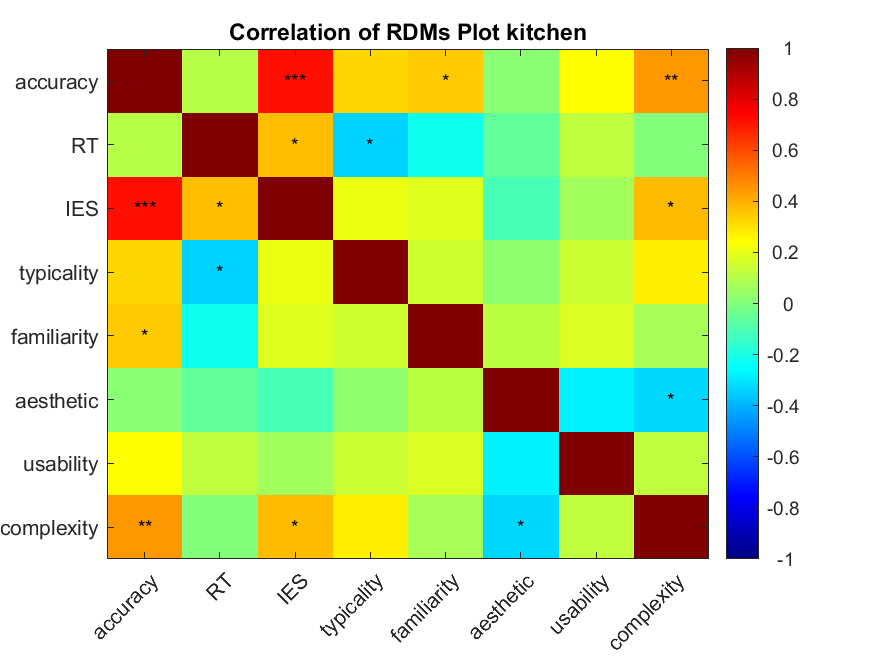 Correlation of RDMs Plot kitchen
accuracy *** * **
RT * *
IES *** * *
typicality *
familiarity *
aesthetic *
usability
complexity ** * *
accuracy RT IES typicality familiarity aesthetic usability complexity
1
0.8
0.6
0.4
0.2
0
-0.2
-0.4
-0.6
-0.8
-1